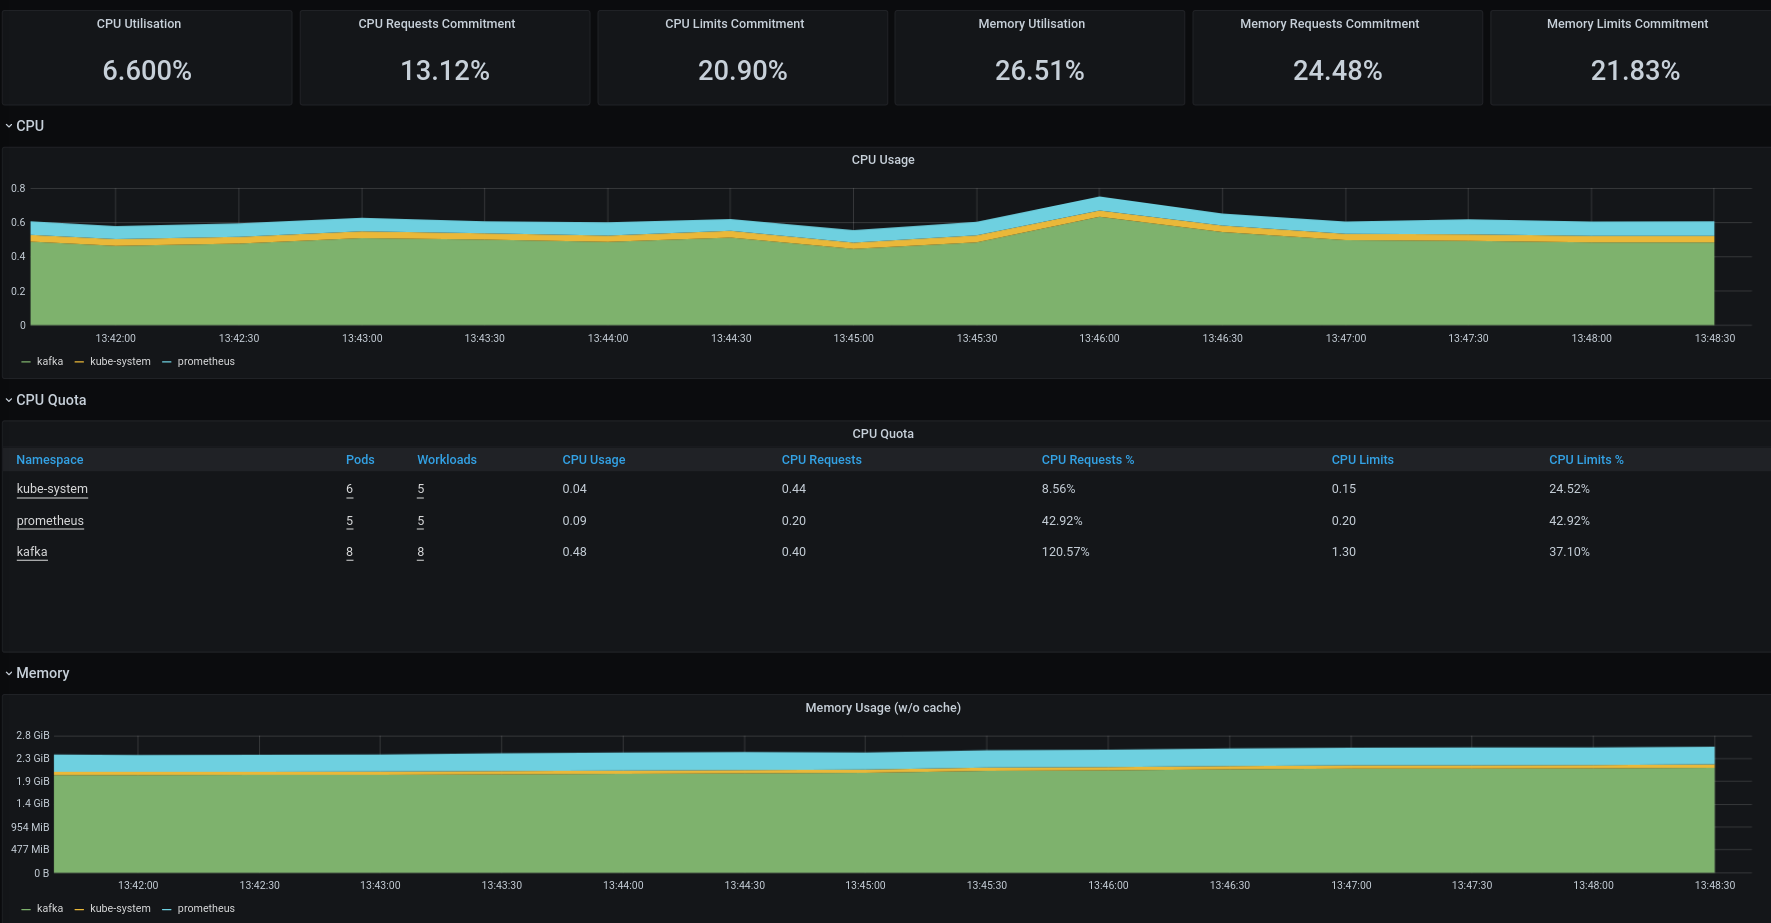 CPU Utilisation CPU Requests Commitment CPU Limits Commitment Memory Utilisation Memory Requests Commitment Memory Limits Commitment
6.600% 13.12% 20.90% 26.51% 24.48% 21.83%
CPU
CPU Usage
0.8
0.6
0.4
0.2
0
13:42:00 13:42:30 13:43:00 13:43:30 13:44:00 13:44:30 13:45:00 13:45:30 13:46:00 13:46:30 13:47:00 13:47:30 13:48:00 13:48:30
kafka kube-system prometheus
CPU Quota
CPU Quota
Namespace Pods Workloads CPU Usage CPU Requests CPU Requests % CPU Limits CPU Limits %
kube-system 6 5 0.04 0.44 8.56% 0.15 24.52%
prometheus 5 5 0.09 0.20 42.92% 0.20 42.92%
kafka 8 8 0.48 0.40 120.57% 1.30 37.10%
Memory
Memory Usage (w/o cache)
2.8 GiB
2.3 GiB
1.9 GiB
1.4 GiB
954 MiB
477 MiB
0 B
13:42:00 13:42:30 13:43:00 13:43:30 13:44:00 13:44:30 13:45:00 13:45:30 13:46:00 13:46:30 13:47:00 13:47:30 13:48:00 13:48:30
kafka kube-system prometheus